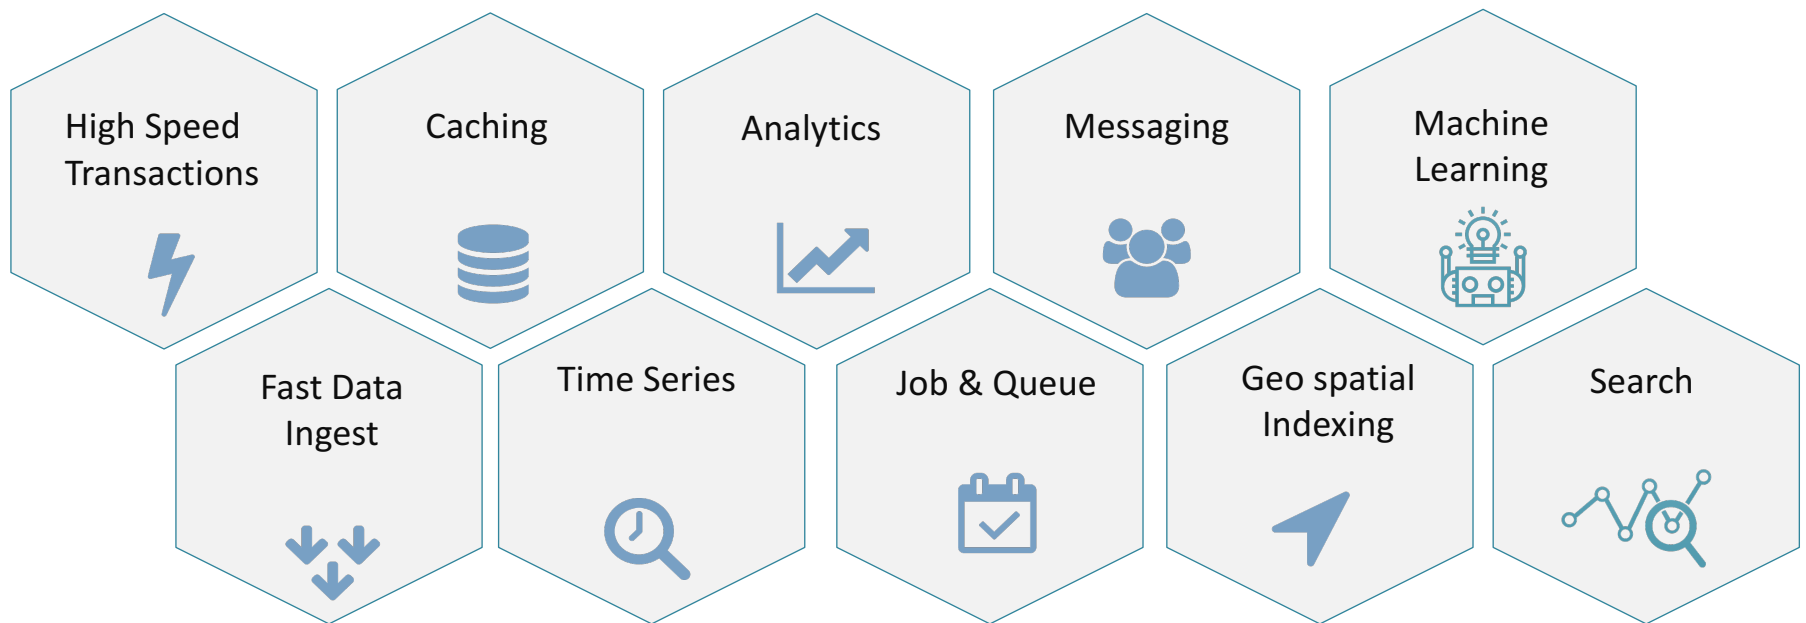 High Speed
Transactions
Caching
Analytics
Messaging
Machine
Learning
Fast Data
Ingest
Time Series
Job & Queue
Geo spatial
Indexing
Search